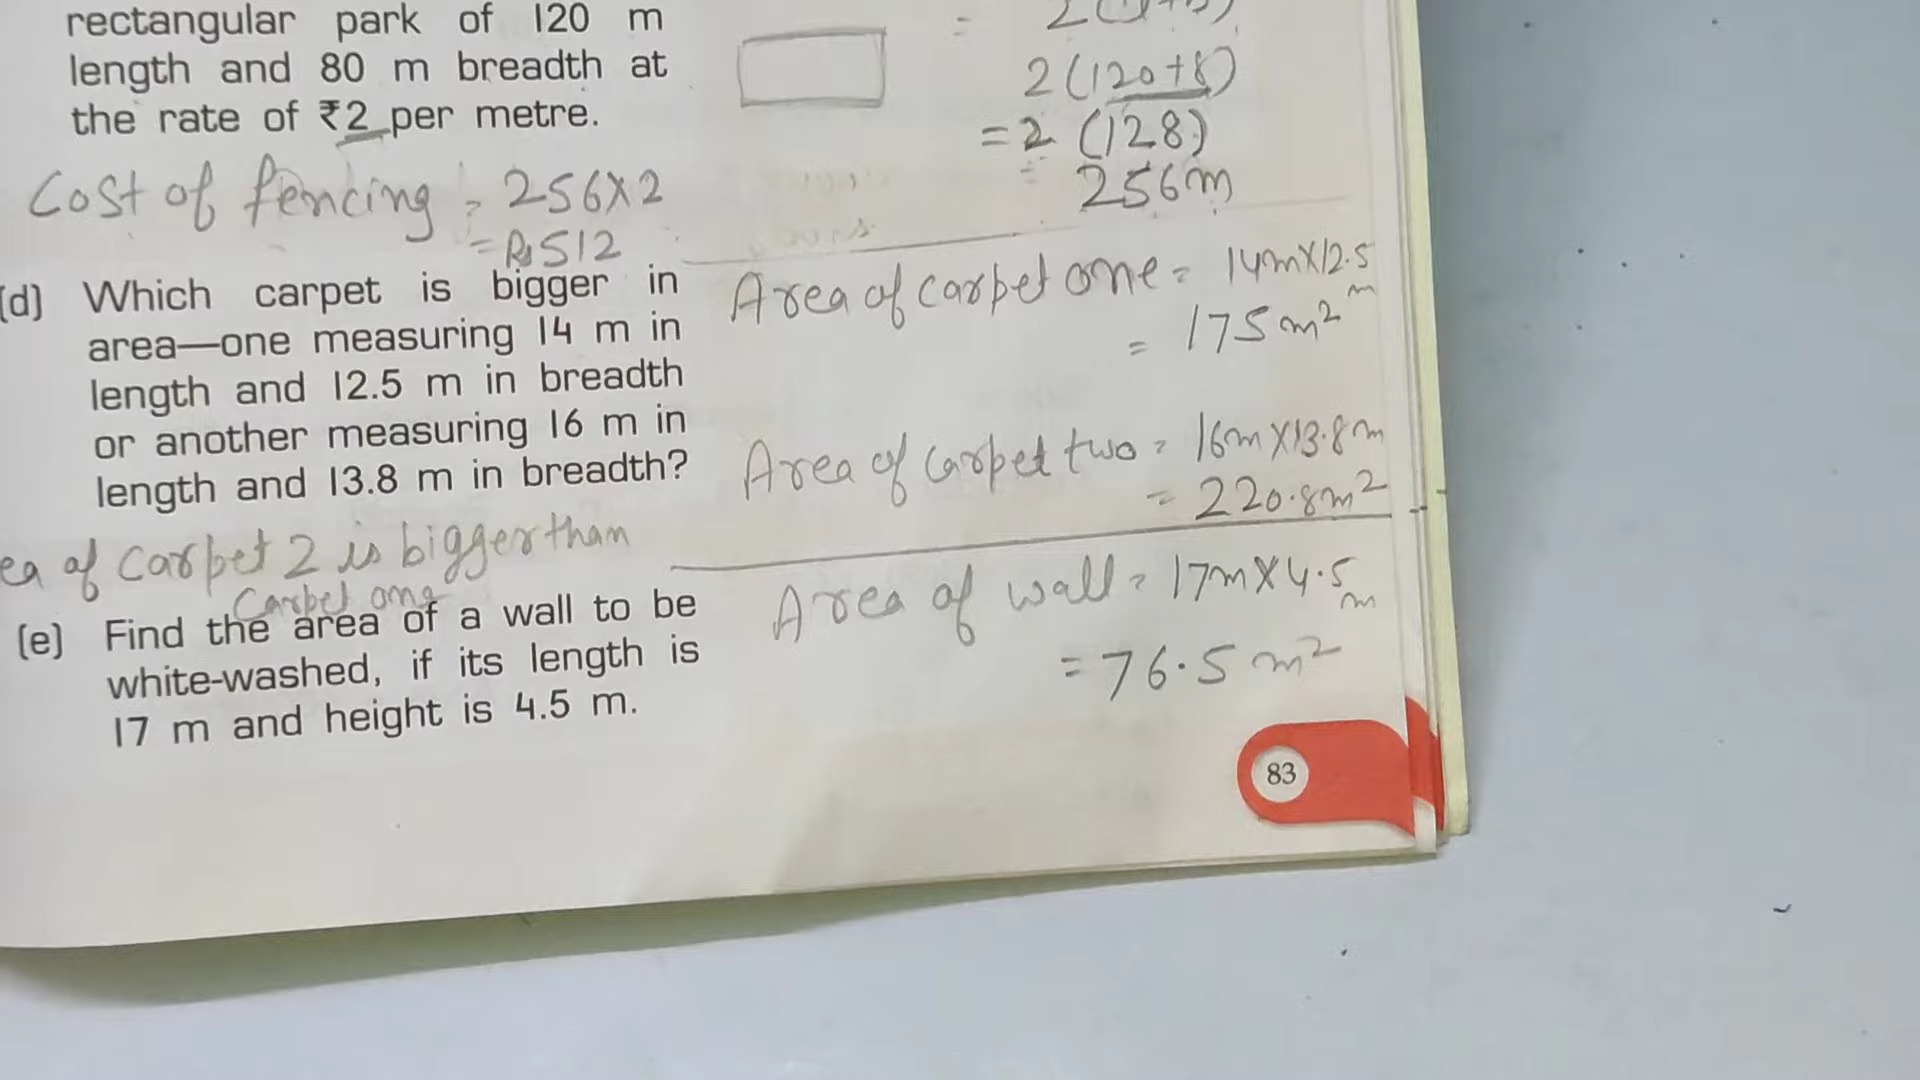 rectangular park of 120 m
length and 80 m breadth at
the rate of ₹2 per metre.
2(120+8)
=2 (128)
= 256m
Cost of fencing = 256×2
= Rs 512
(d) Which carpet is bigger in
area—one measuring 14 m in
length and 12.5 m in breadth
or another measuring 16 m in
length and 13.8 m in breadth?
Area of carpet one = 14m×12.5
m
= 175 m²
Area of carpet two = 16m×13.8m
= 220.8m²
ea of carpet 2 is bigger than
carpet one
(e) Find the area of a wall to be
white-washed, if its length is
17 m and height is 4.5 m.
Area of wall = 17m×4.5
m
= 76.5 m²
83